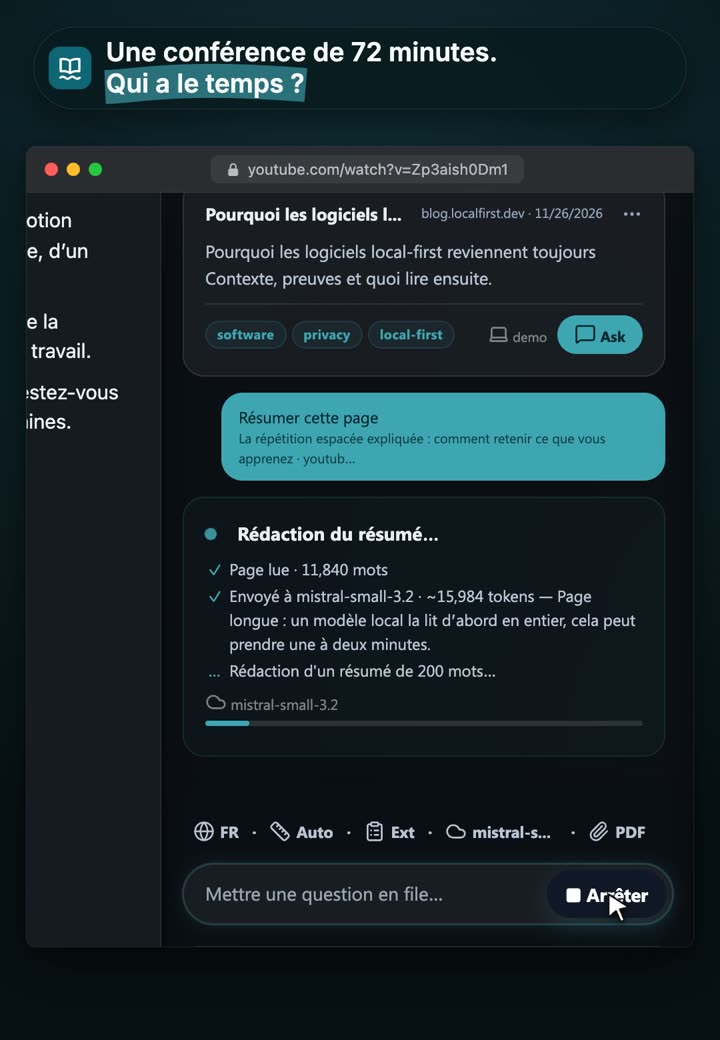 Une conférence de 72 minutes.
Qui a le temps ?
youtube.com/watch?v=Zp3aish0Dm1
otion
e, d’un
e la
travail.
estez-vous
ines.
Pourquoi les logiciels l... blog.localfirst.dev · 11/26/2026 ...
Pourquoi les logiciels local-first reviennent toujours
Contexte, preuves et quoi lire ensuite.
software privacy local-first demo Ask
Résumer cette page
La répétition espacée expliquée : comment retenir ce que vous
apprenez · youtub...
Rédaction du résumé...
Page lue · 11,840 mots
Envoyé à mistral-small-3.2 · ~15,984 tokens — Page
longue : un modèle local la lit d’abord en entier, cela peut
prendre une à deux minutes.
... Rédaction d'un résumé de 200 mots...
mistral-small-3.2
FR · Auto · Ext · mistral-s... · PDF
Mettre une question en file... Arrêter